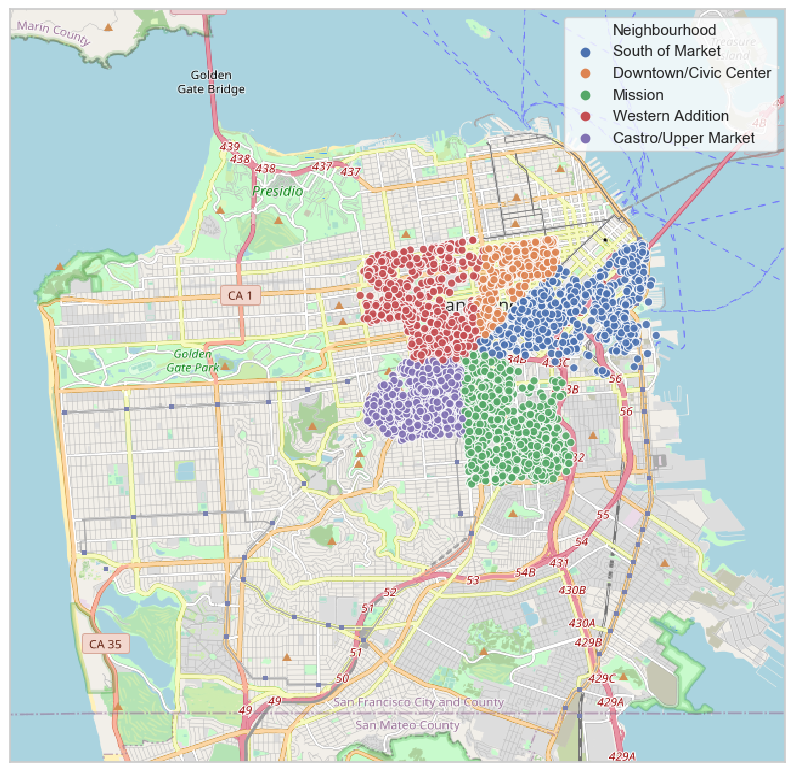 Marin County
Neighbourhood
South of Market
Downtown/Civic Center
Mission
Western Addition
Castro/Upper Market
Golden
Gate Bridge
439
438
438
437
437
Presidio
CA 1
Golden
Gate Park
56
56
55
54
431
54B
53
52
51
51
50
49
49
430B
430A
429B
429C
429A
429A
CA 35
San Francisco City and County
San Mateo County